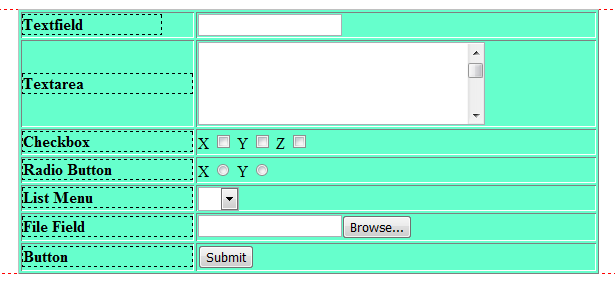 Textfield
Textarea
Checkbox X Y Z
Radio Button X Y
List Menu
File Field Browse...
Button Submit